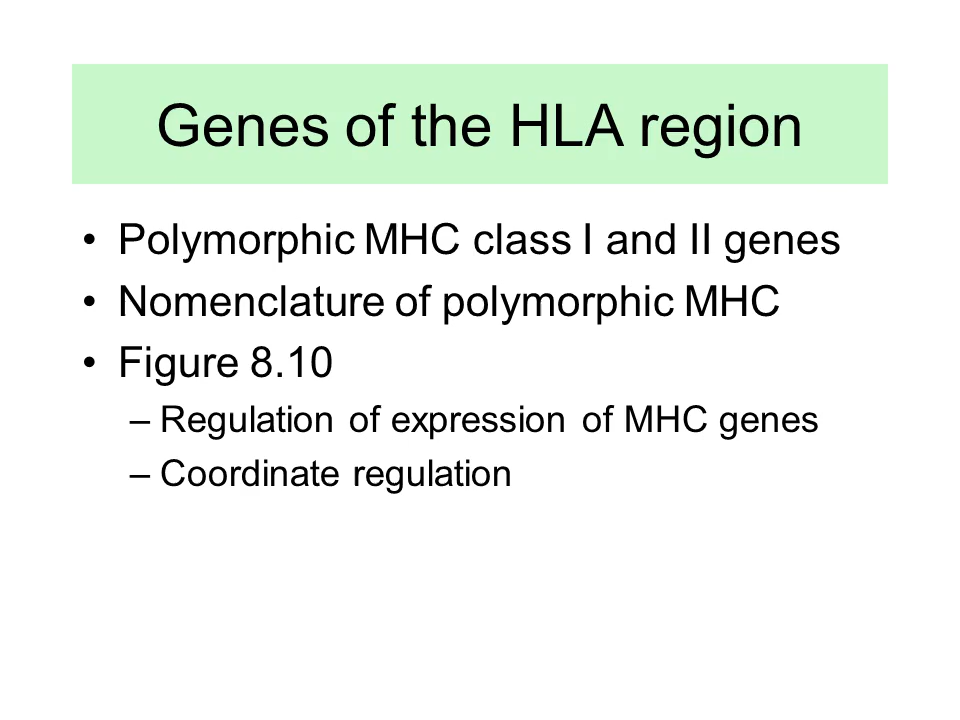 Genes of the HLA region
• Polymorphic MHC class I and II genes
• Nomenclature of polymorphic MHC
• Figure 8.10
– Regulation of expression of MHC genes
– Coordinate regulation